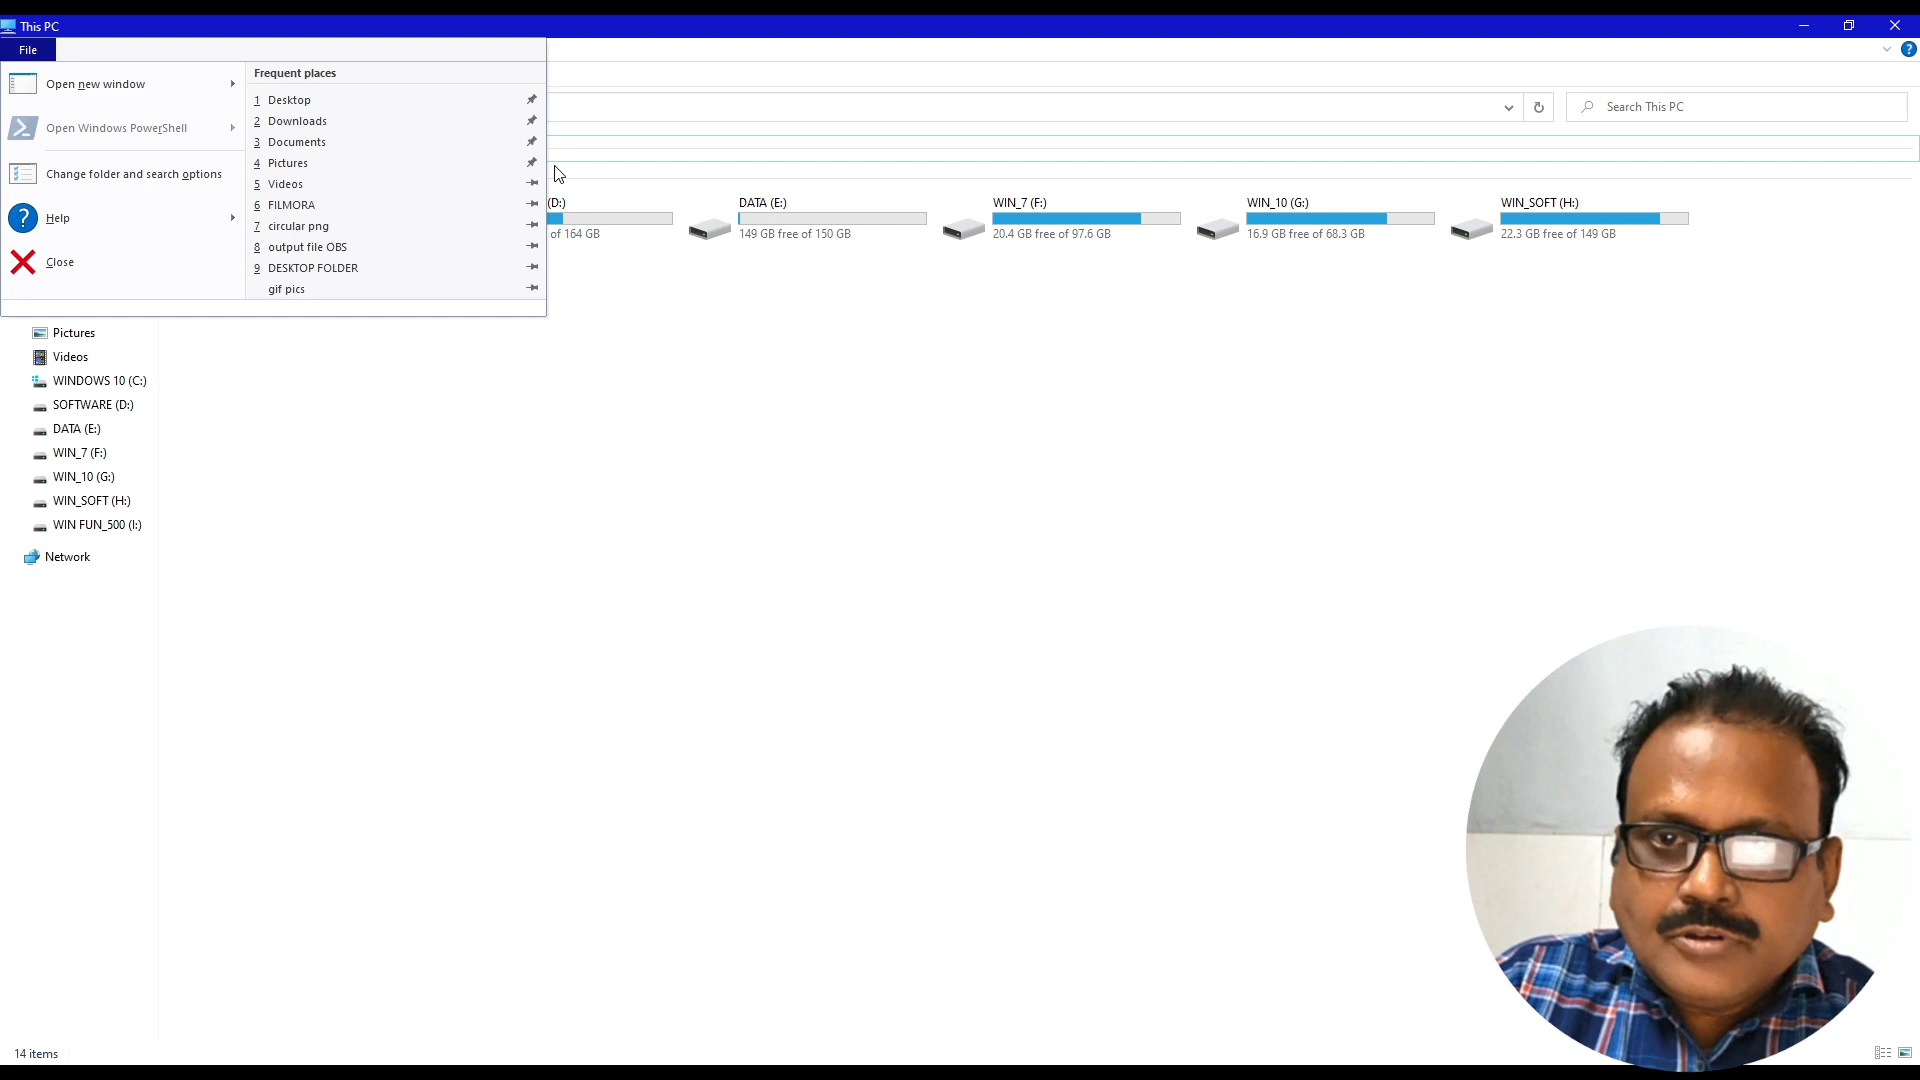 This PC
File
Open new window
Open Windows PowerShell
Change folder and search options
Help
Close
Frequent places
1 Desktop
2 Downloads
3 Documents
4 Pictures
5 Videos
6 FILMORA
7 circular png
8 output file OBS
9 DESKTOP FOLDER
gif pics
Search This PC
(D:)
of 164 GB
DATA (E:)
149 GB free of 150 GB
WIN_7 (F:)
20.4 GB free of 97.6 GB
WIN_10 (G:)
16.9 GB free of 68.3 GB
WIN_SOFT (H:)
22.3 GB free of 149 GB
Pictures
Videos
WINDOWS 10 (C:)
SOFTWARE (D:)
DATA (E:)
WIN_7 (F:)
WIN_10 (G:)
WIN_SOFT (H:)
WIN FUN_500 (I:)
Network
14 items